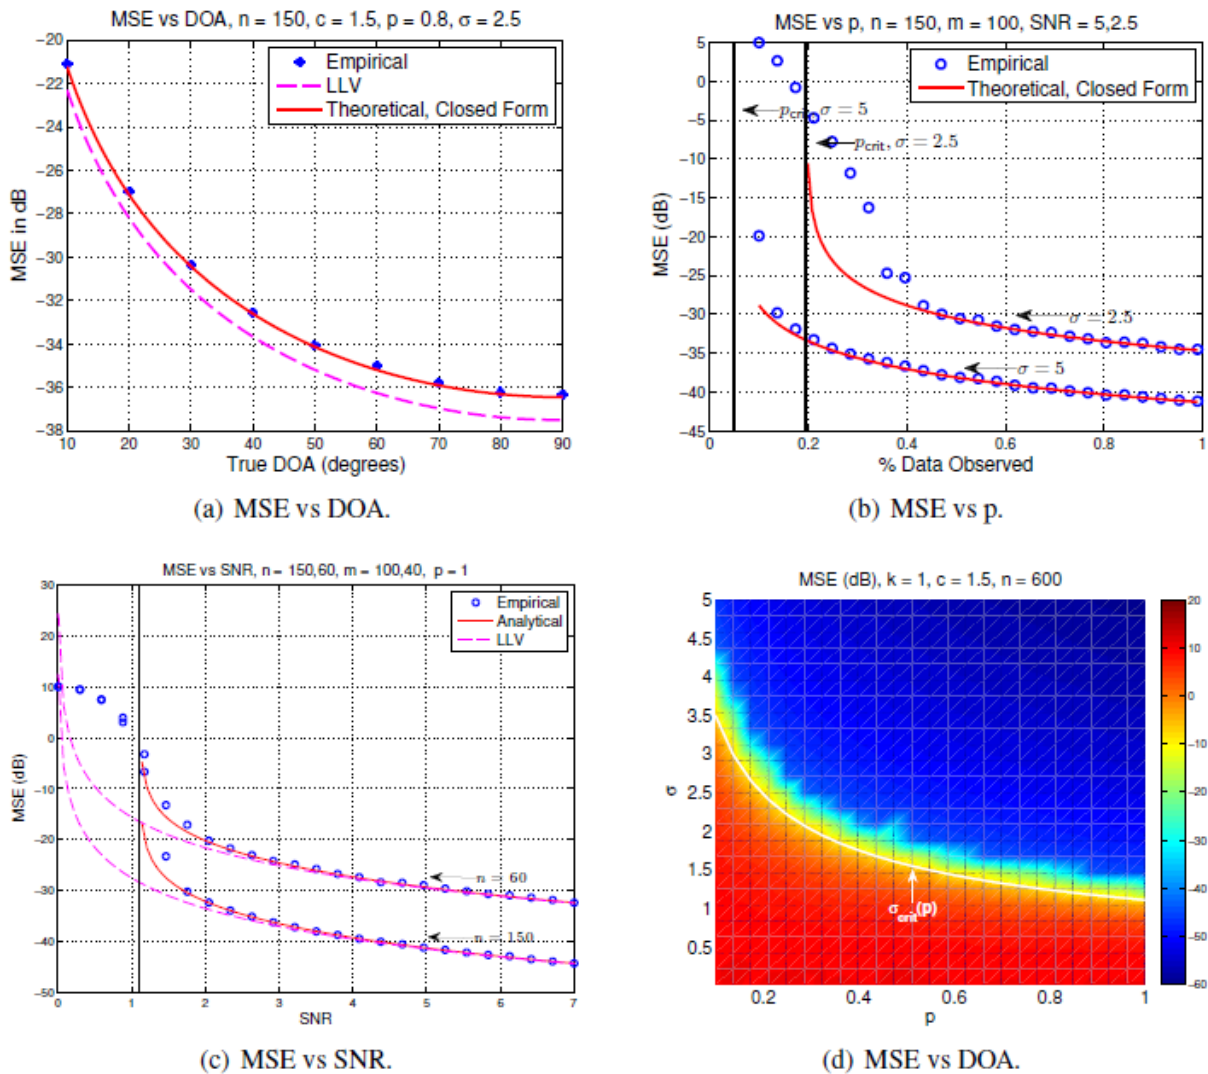 MSE vs DOA, n = 150, c = 1.5, p = 0.8, σ = 2.5
Empirical
LLV
Theoretical, Closed Form
MSE in dB
−20
−22
−24
−26
−28
−30
−32
−34
−36
−38
10 20 30 40 50 60 70 80 90
True DOA (degrees)
(a) MSE vs DOA.
MSE vs p, n = 150, m = 100, SNR = 5,2.5
Empirical
Theoretical, Closed Form
p_crit, σ = 5
p_crit, σ = 2.5
σ = 2.5
σ = 5
MSE (dB)
5
0
−5
−10
−15
−20
−25
−30
−35
−40
−45
0 0.2 0.4 0.6 0.8 1
% Data Observed
(b) MSE vs p.
MSE vs SNR, n = 150,60, m = 100,40, p = 1
Empirical
Analytical
LLV
n = 60
n = 150
MSE (dB)
30
20
10
0
−10
−20
−30
−40
−50
0 1 2 3 4 5 6 7
SNR
(c) MSE vs SNR.
MSE (dB), k = 1, c = 1.5, n = 600
σ
5
4.5
4
3.5
3
2.5
2
1.5
1
0.5
σ_crit(p)
0.2 0.4 0.6 0.8 1
p
20
10
0
−10
−20
−30
−40
−50
−60
(d) MSE vs DOA.